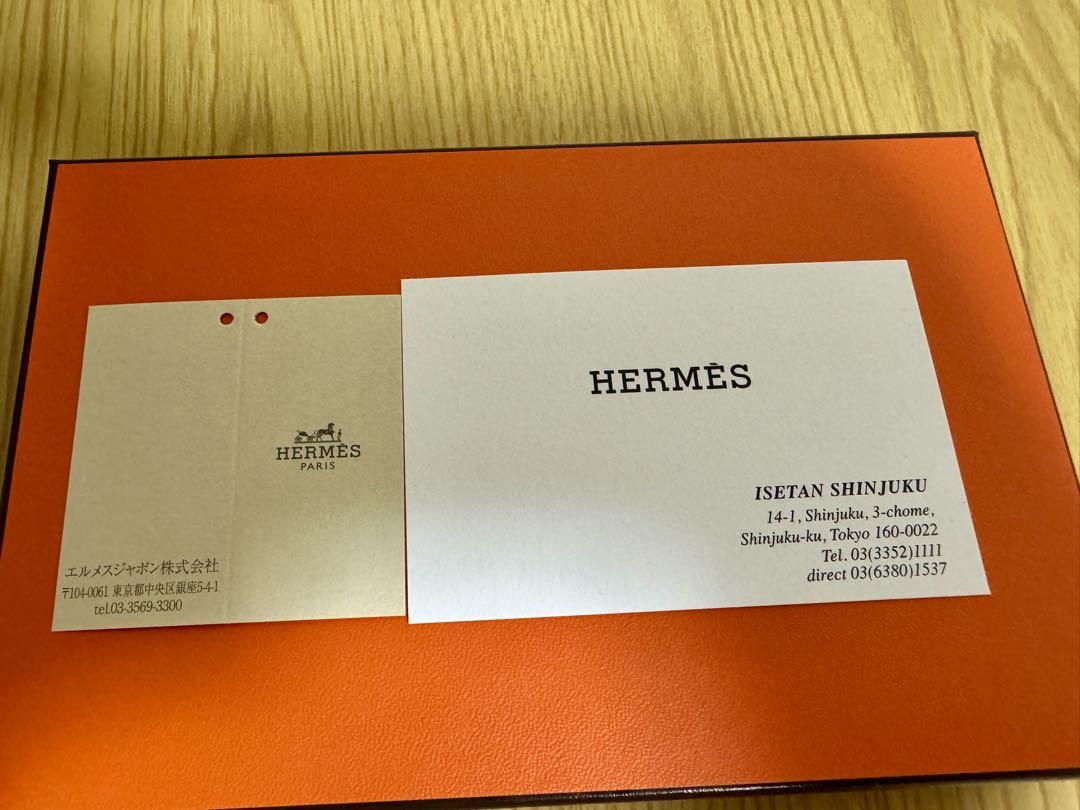 HERMÈS
PARIS
エルメスジャポン株式会社
〒104-0061 東京都中央区銀座5-4-1
tel.03-3569-3300
HERMÈS
ISETAN SHINJUKU
14-1, Shinjuku, 3-chome,
Shinjuku-ku, Tokyo 160-0022
Tel. 03(3352)1111
direct 03(6380)1537